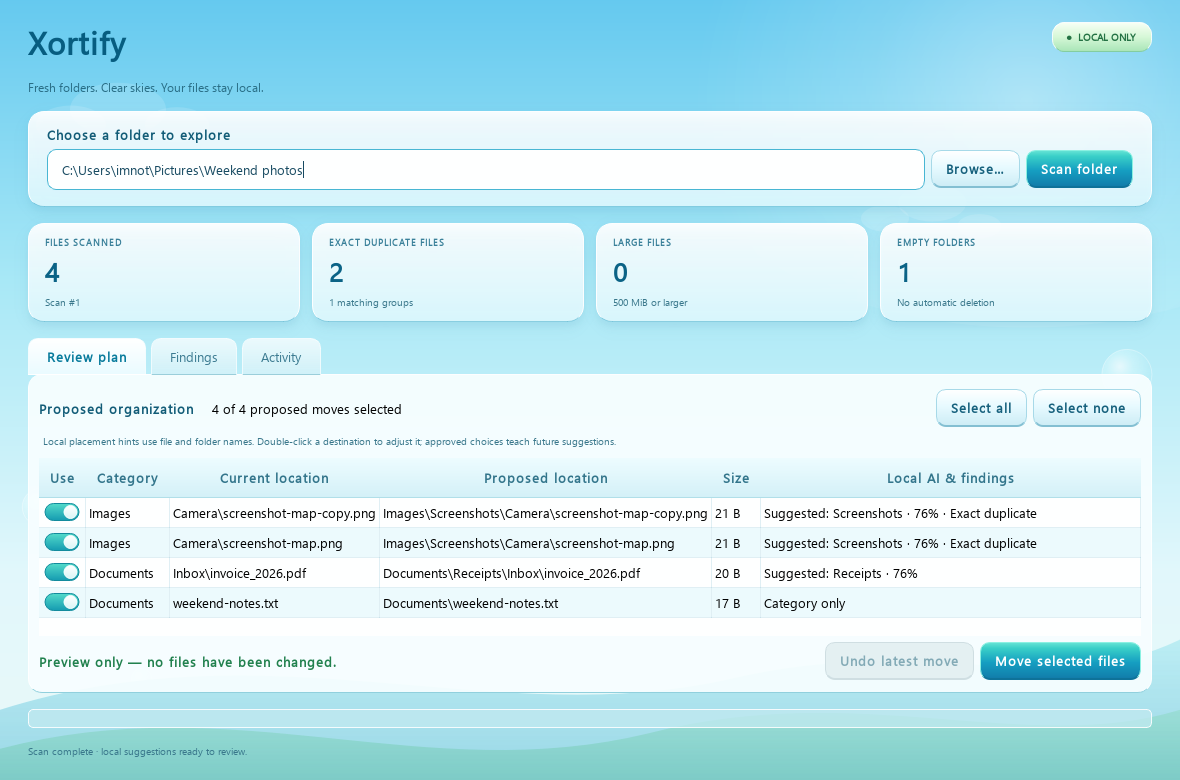 Xortify
● LOCAL ONLY
Fresh folders. Clear skies. Your files stay local.
Choose a folder to explore
C:\Users\imnot\Pictures\Weekend photos
Browse...
Scan folder
FILES SCANNED
4
Scan #1
EXACT DUPLICATE FILES
2
1 matching groups
LARGE FILES
0
500 MiB or larger
EMPTY FOLDERS
1
No automatic deletion
Review plan
Findings
Activity
Proposed organization 4 of 4 proposed moves selected
Select all
Select none
Local placement hints use file and folder names. Double-click a destination to adjust it; approved choices teach future suggestions.
Use Category Current location Proposed location Size Local AI & findings
Images Camera\screenshot-map-copy.png Images\Screenshots\Camera\screenshot-map-copy.png 21 B Suggested: Screenshots · 76% · Exact duplicate
Images Camera\screenshot-map.png Images\Screenshots\Camera\screenshot-map.png 21 B Suggested: Screenshots · 76% · Exact duplicate
Documents Inbox\invoice_2026.pdf Documents\Receipts\Inbox\invoice_2026.pdf 20 B Suggested: Receipts · 76%
Documents weekend-notes.txt Documents\weekend-notes.txt 17 B Category only
Preview only — no files have been changed.
Undo latest move
Move selected files
Scan complete · local suggestions ready to review.